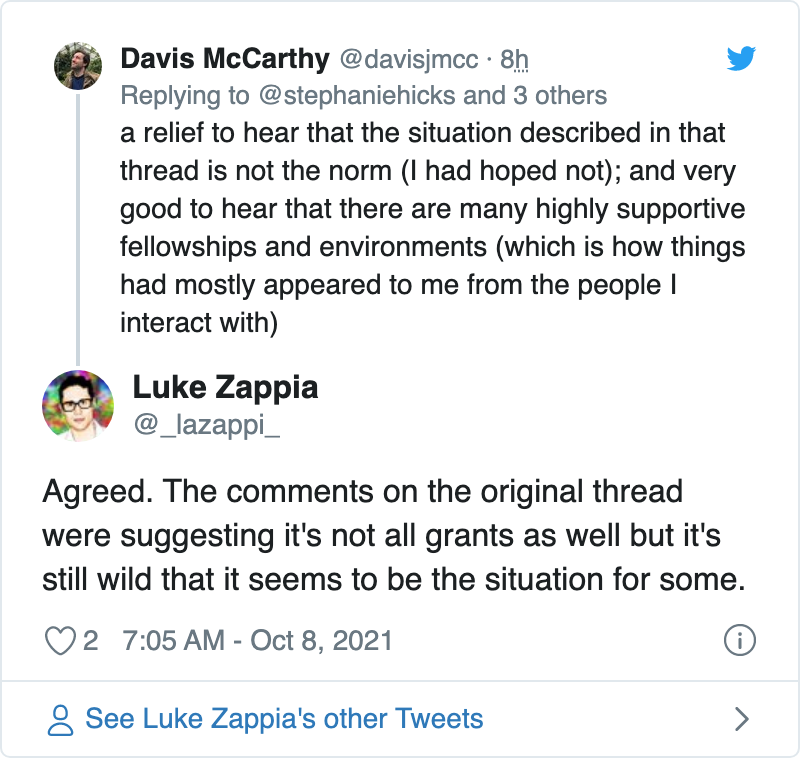 Davis McCarthy @davisjmcc · 8h
Replying to @stephaniehicks and 3 others
a relief to hear that the situation described in that
thread is not the norm (I had hoped not); and very
good to hear that there are many highly supportive
fellowships and environments (which is how things
had mostly appeared to me from the people I
interact with)
Luke Zappia
@_lazappi_
Agreed. The comments on the original thread
were suggesting it's not all grants as well but it's
still wild that it seems to be the situation for some.
2 7:05 AM - Oct 8, 2021
See Luke Zappia's other Tweets